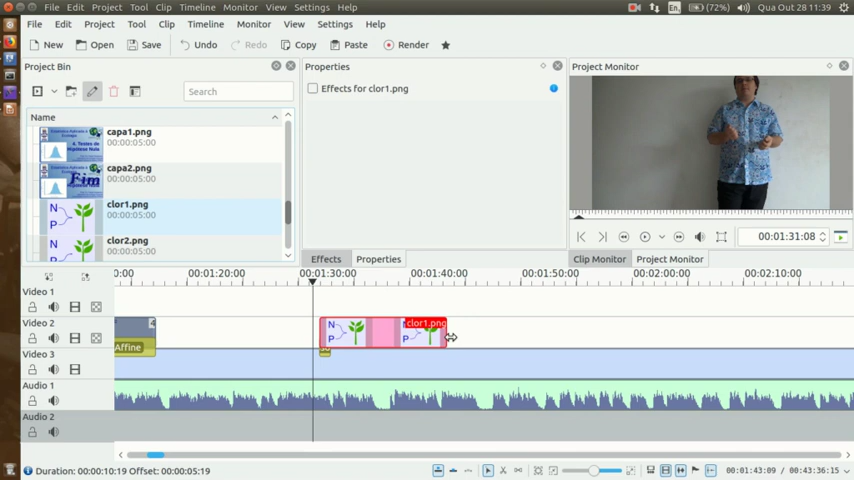 File Edit Project Tool Clip Timeline Monitor View Settings Help
En (72%) Qua Out 28 11:39
File Edit Project Tool Clip Timeline Monitor View Settings Help
New Open Save Undo Redo Copy Paste Render
Project Bin
Search
Name
capa1.png
00:00:05:00
4. Testes de
Hipótese Nula
capa2.png
00:00:05:00
Fim
clor1.png
00:00:05:00
N
P
clor2.png
00:00:05:00
N
P
Properties
Effects for clor1.png
Effects Properties
Project Monitor
00:01:31:08
Clip Monitor Project Monitor
0:00 00:01:20:00 00:01:30:00 00:01:40:00 00:01:50:00 00:02:00:00 00:02:10:00
Video 1
Video 2
4
Affine
N
P
clor1.png
Video 3
Audio 1
Audio 2
Duration: 00:00:10:19 Offset: 00:00:05:19
00:01:43:09 / 00:43:36:15